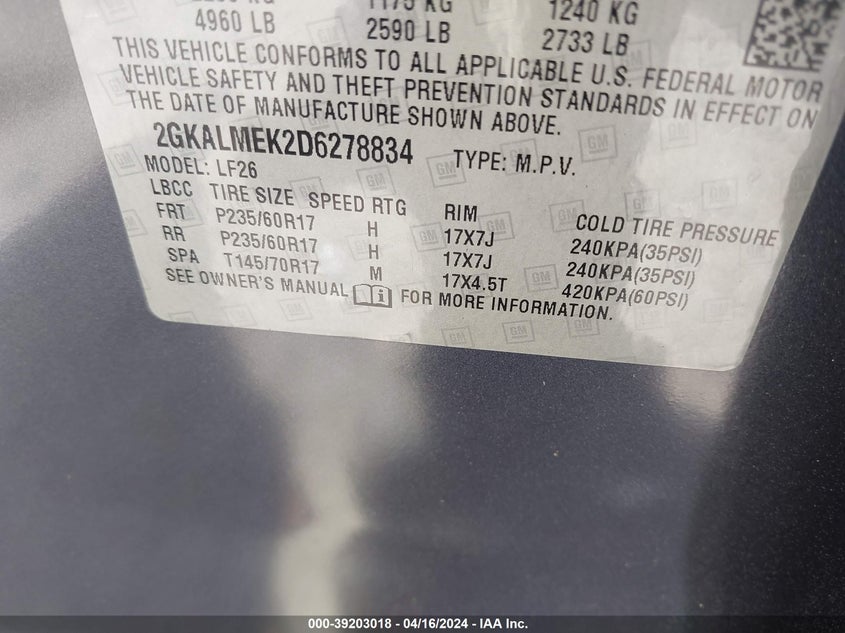 1175 KG 1240 KG
4960 LB 2590 LB 2733 LB
THIS VEHICLE CONFORMS TO ALL APPLICABLE U.S. FEDERAL MOTOR
VEHICLE SAFETY AND THEFT PREVENTION STANDARDS IN EFFECT ON
THE DATE OF MANUFACTURE SHOWN ABOVE.
2GKALMEK2D6278834 TYPE: M.P.V.
MODEL: LF26
LBCC TIRE SIZE SPEED RTG RIM COLD TIRE PRESSURE
FRT P235/60R17 H 17X7J 240KPA(35PSI)
RR P235/60R17 H 17X7J 240KPA(35PSI)
SPA T145/70R17 M 17X4.5T 420KPA(60PSI)
SEE OWNER'S MANUAL FOR MORE INFORMATION.
000-39203018 - 04/16/2024 - IAA Inc.